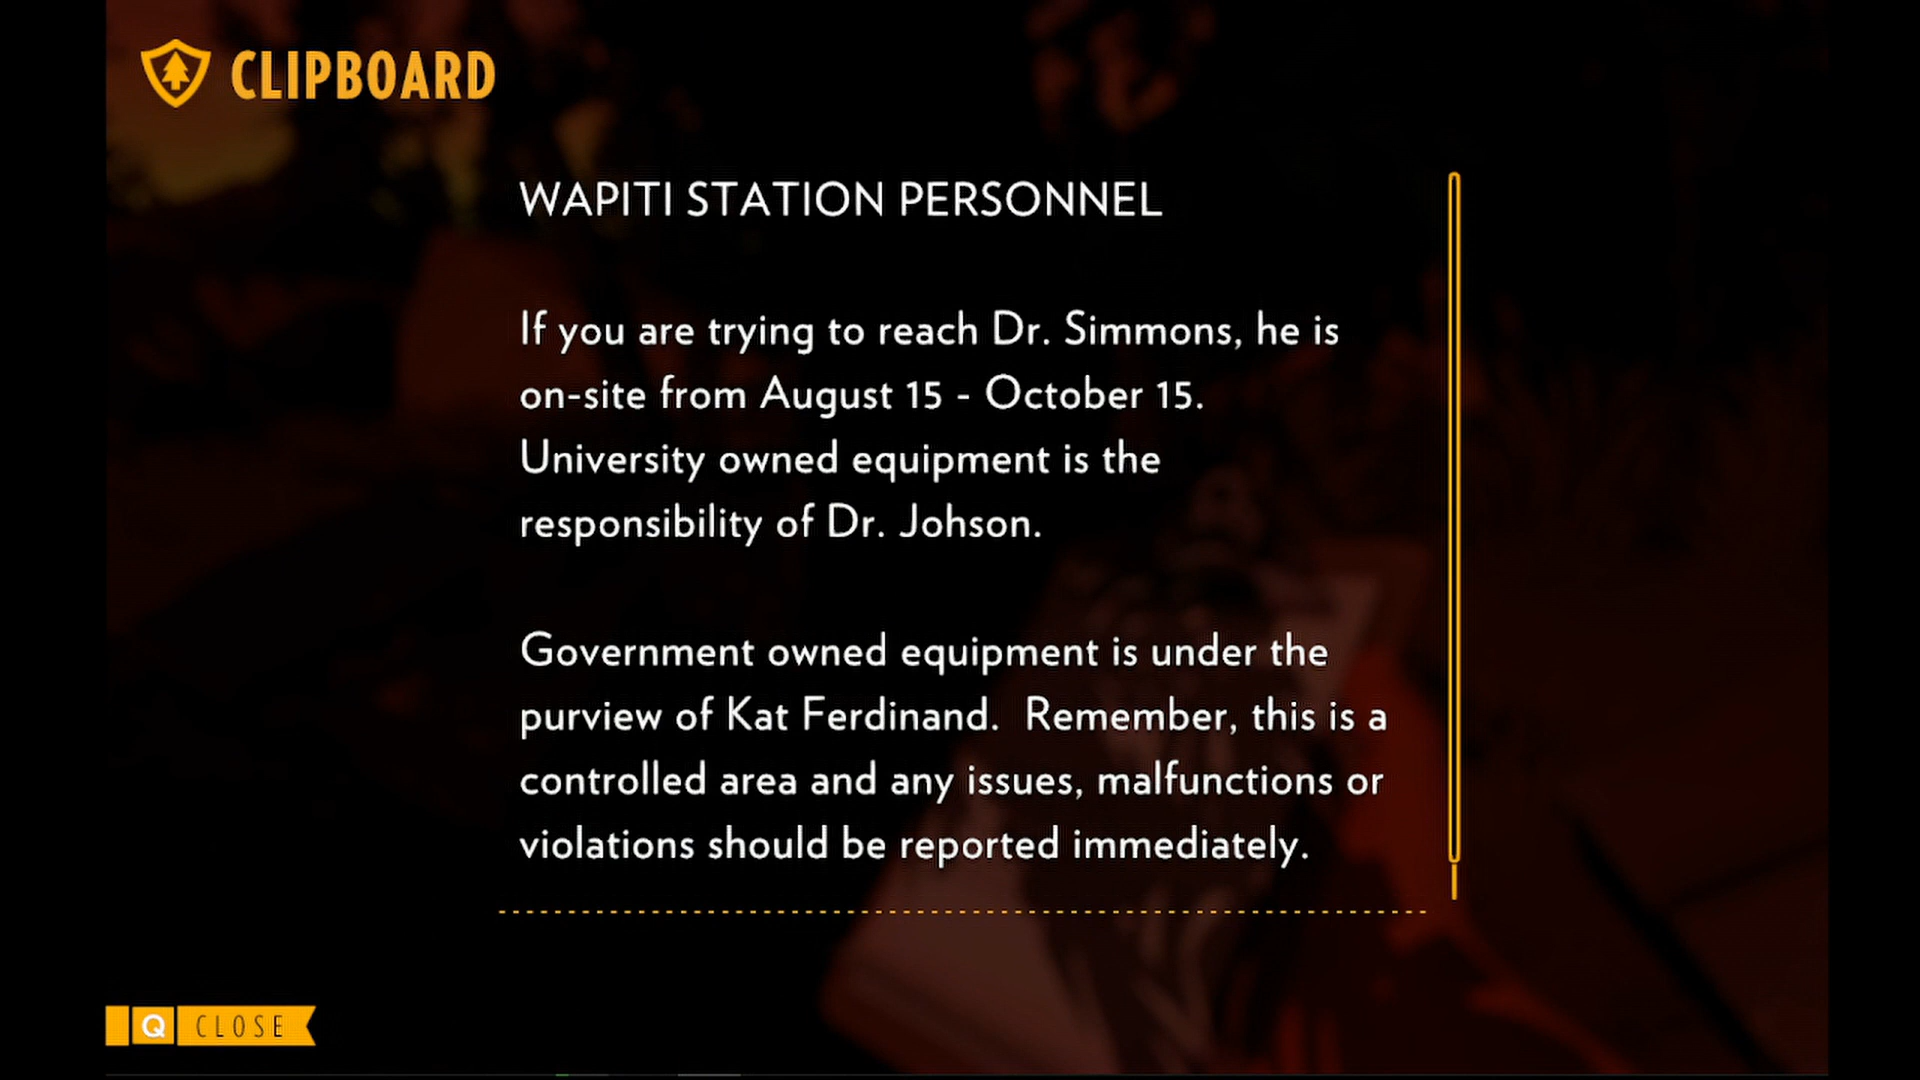 CLIPBOARD
WAPITI STATION PERSONNEL
If you are trying to reach Dr. Simmons, he is
on-site from August 15 - October 15.
University owned equipment is the
responsibility of Dr. Johson.
Government owned equipment is under the
purview of Kat Ferdinand.  Remember, this is a
controlled area and any issues, malfunctions or
violations should be reported immediately.
Q CLOSE